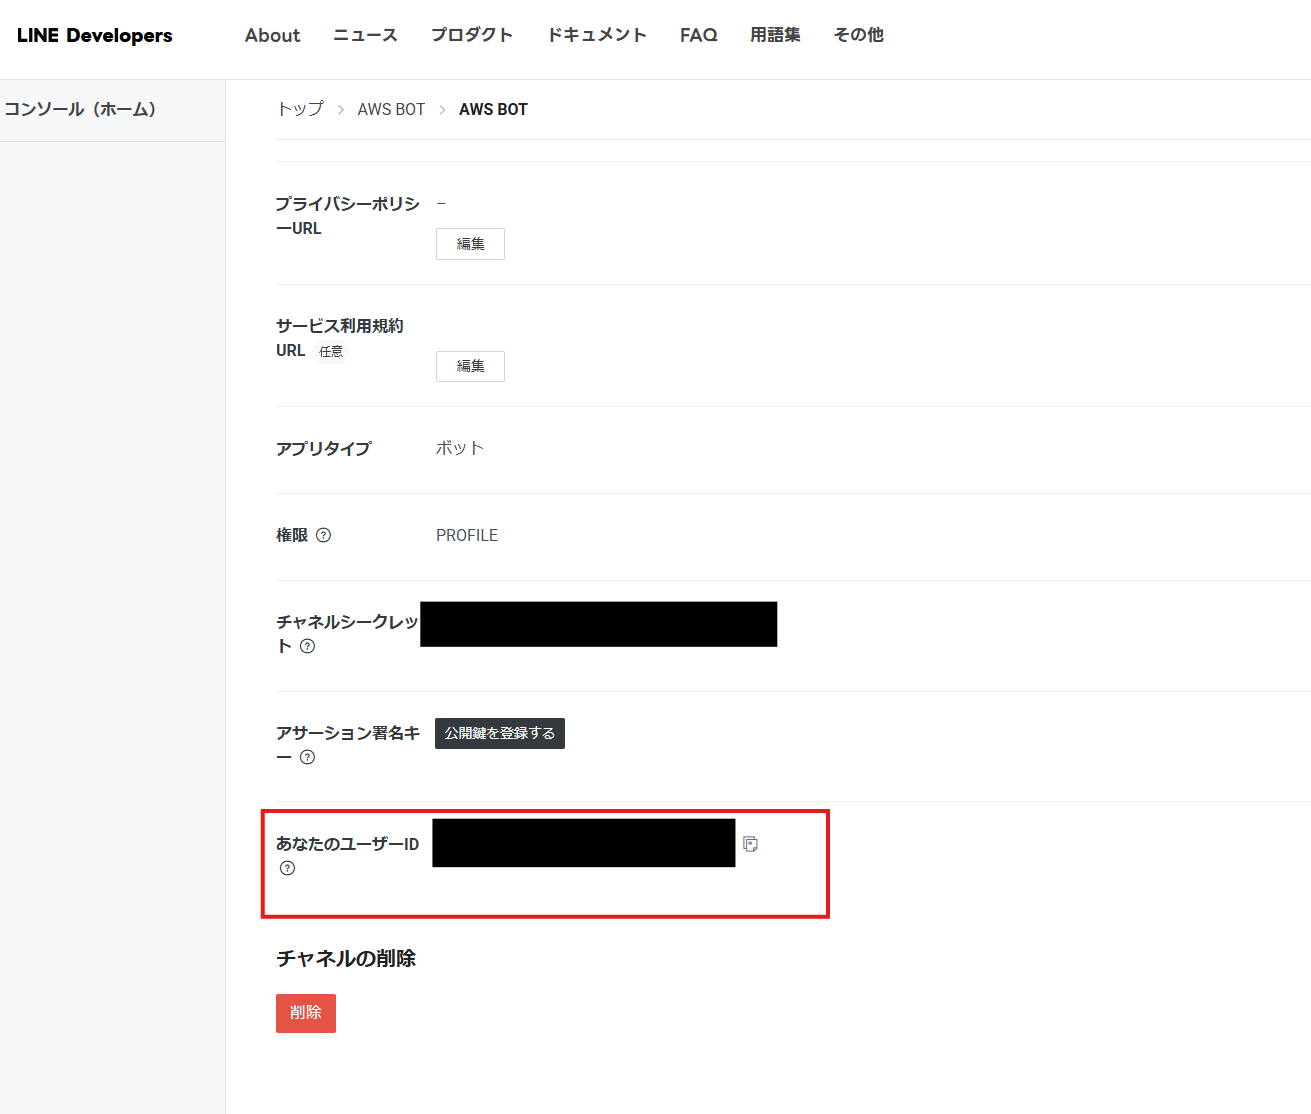 LINE Developers About ニュース プロダクト ドキュメント FAQ 用語集 その他
コンソール（ホーム）
トップ > AWS BOT > AWS BOT
プライバシーポリシ –
ーURL
編集
サービス利用規約
URL 任意
編集
アプリタイプ ボット
権限 ? PROFILE
チャネルシークレッ
ト ?
アサーション署名キ 公開鍵を登録する
ー ?
あなたのユーザーID
?
チャネルの削除
削除